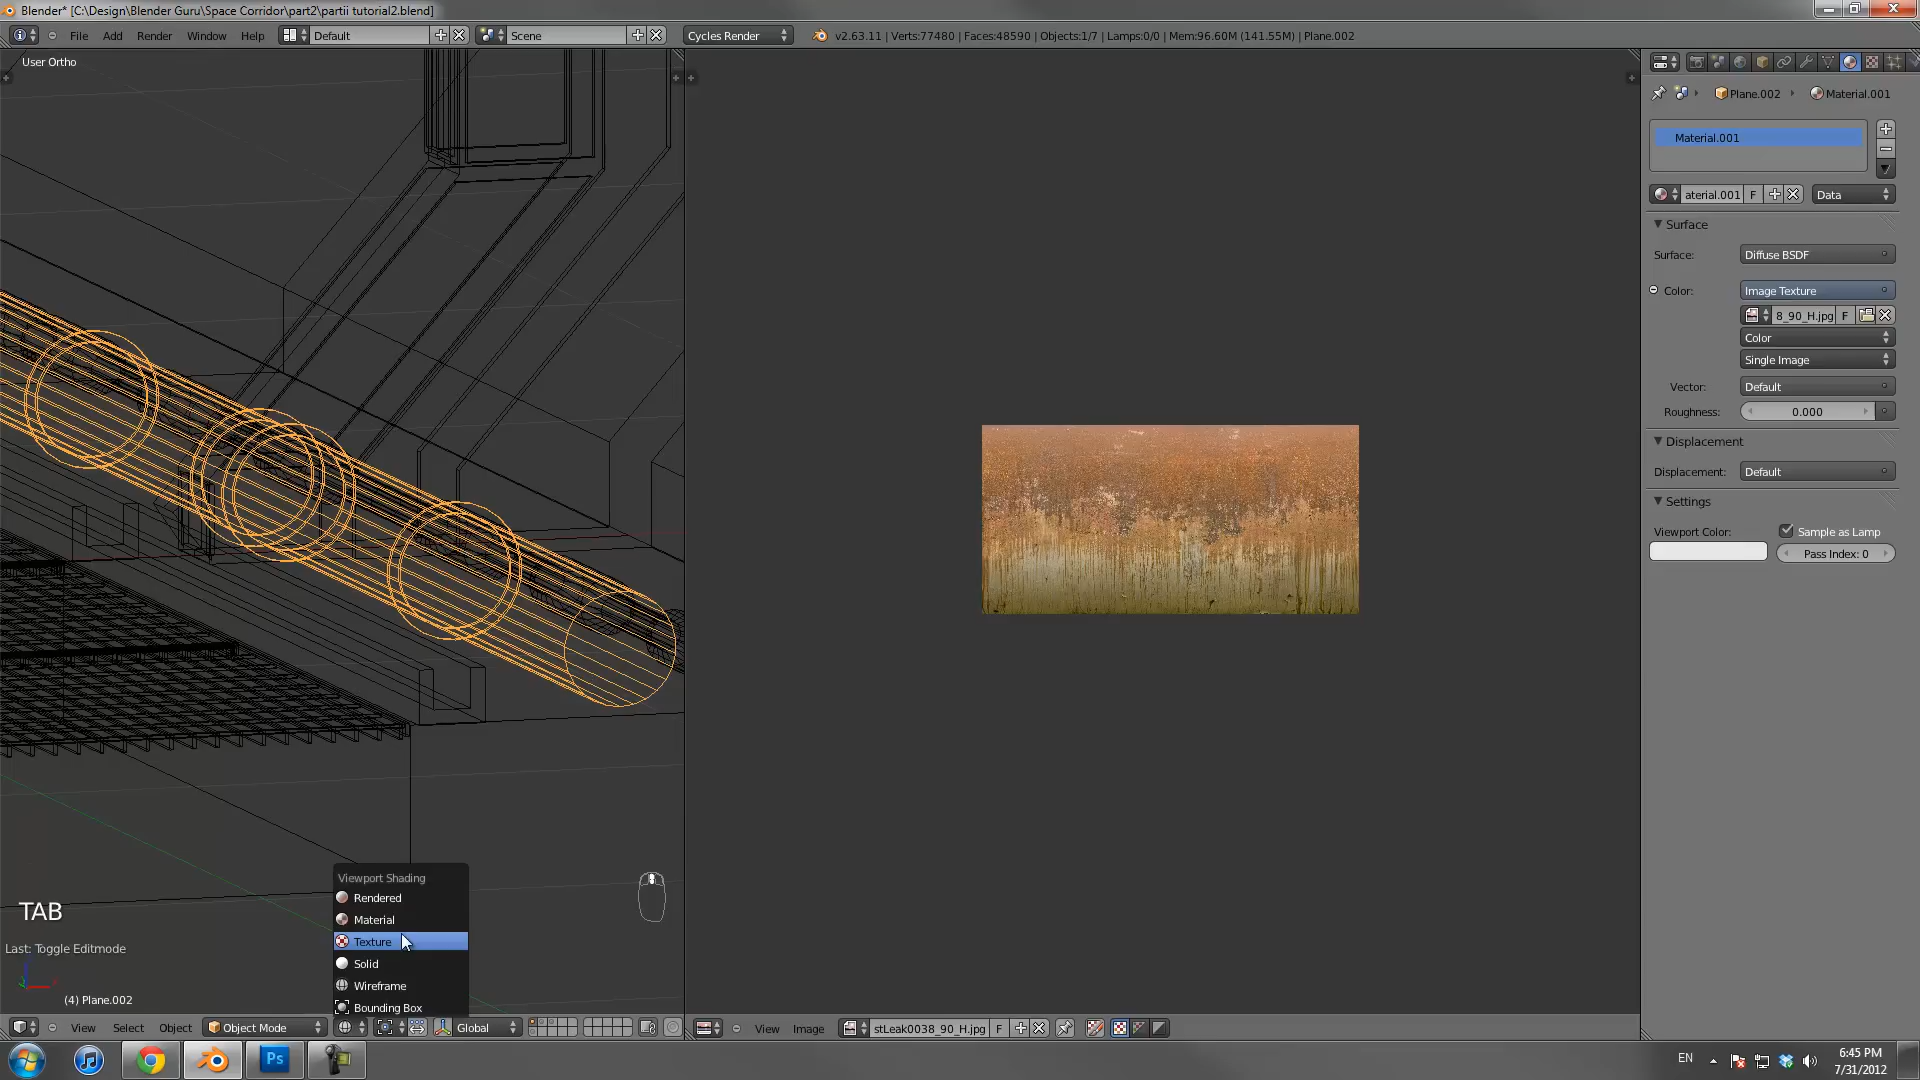 Blender* [C:\Design\Blender Guru\Space Corridor\part2\partii tutorial2.blend]
File Add Render Window Help Default Scene Cycles Render v2.63.11 | Verts:77480 | Faces:48590 | Objects:1/7 | Lamps:0/0 | Mem:96.60M (141.55M) | Plane.002
User Ortho
Plane.002 Material.001
Material.001
aterial.001 F Data
Surface
Surface: Diffuse BSDF
Color: Image Texture
8_90_H.jpg F
Color
Single Image
Vector: Default
Roughness: 0.000
Displacement
Displacement: Default
Settings
Viewport Color: Sample as Lamp
Pass Index: 0
Viewport Shading
Rendered
Material
Texture
Solid
Wireframe
Bounding Box
TAB
Last: Toggle Editmode
(4) Plane.002
View Select Object Object Mode Global
View Image stLeak0038_90_H.jpg F
Ps
EN
6:45 PM
7/31/2012